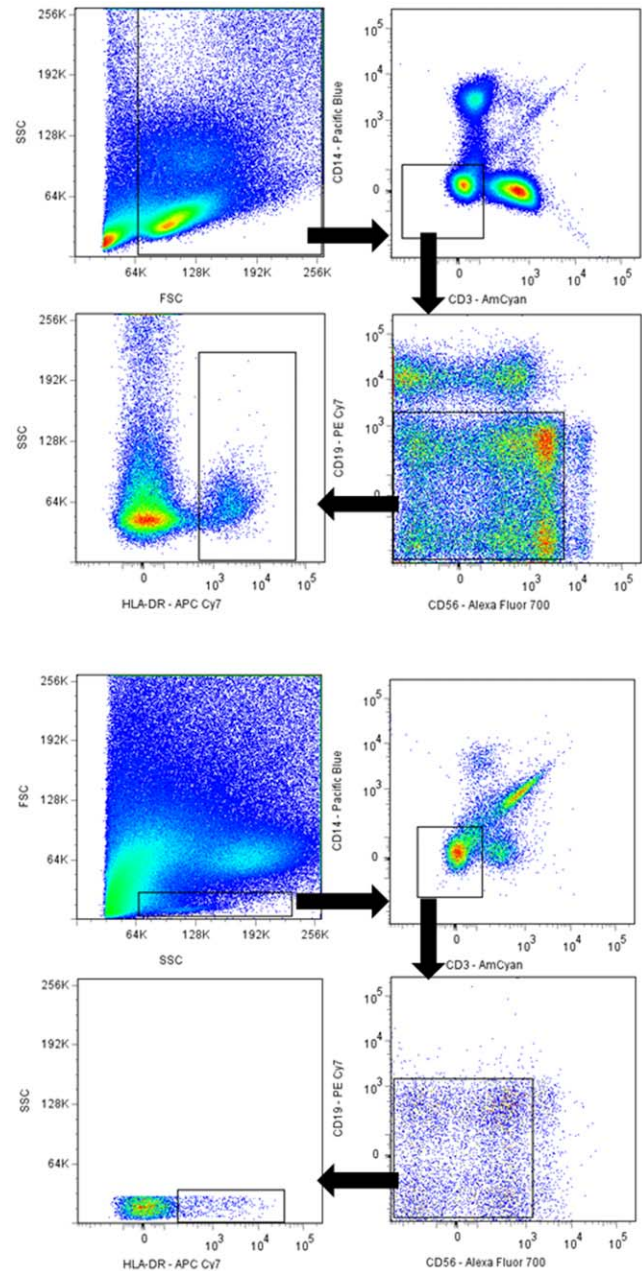 256K
192K
128K
64K
SSC
64K 128K 192K 256K
FSC
10^5
10^4
10^3
0
CD14 - Pacific Blue
0 10^3 10^4 10^5
CD3 - AmCyan
256K
192K
128K
64K
SSC
0 10^3 10^4 10^5
HLA-DR - APC Cy7
10^5
10^4
10^3
0
CD19 - PE Cy7
0 10^3 10^4 10^5
CD56 - Alexa Fluor 700
256K
192K
128K
64K
FSC
64K 128K 192K 256K
SSC
10^5
10^4
10^3
0
CD14 - Pacific Blue
0 10^3 10^4 10^5
CD3 - AmCyan
256K
192K
128K
64K
SSC
0 10^3 10^4 10^5
HLA-DR - APC Cy7
10^5
10^4
10^3
0
CD19 - PE Cy7
0 10^3 10^4 10^5
CD56 - Alexa Fluor 700